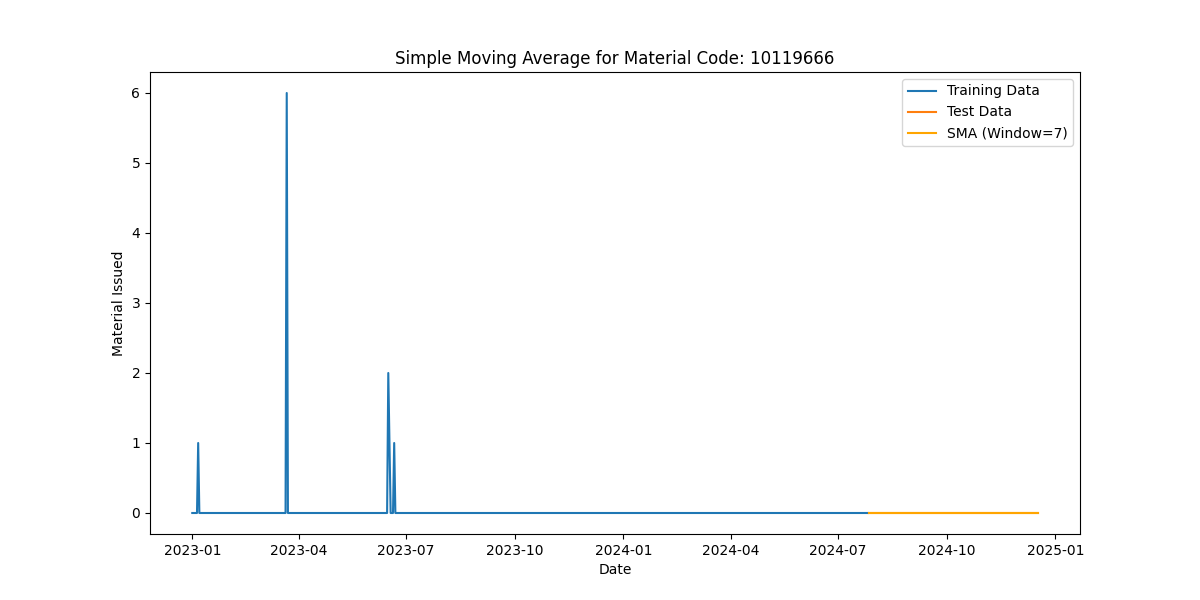 Simple Moving Average for Material Code: 10119666
Training Data
Test Data
SMA (Window=7)
Material Issued
6
5
4
3
2
1
0
2023-01 2023-04 2023-07 2023-10 2024-01 2024-04 2024-07 2024-10 2025-01
Date